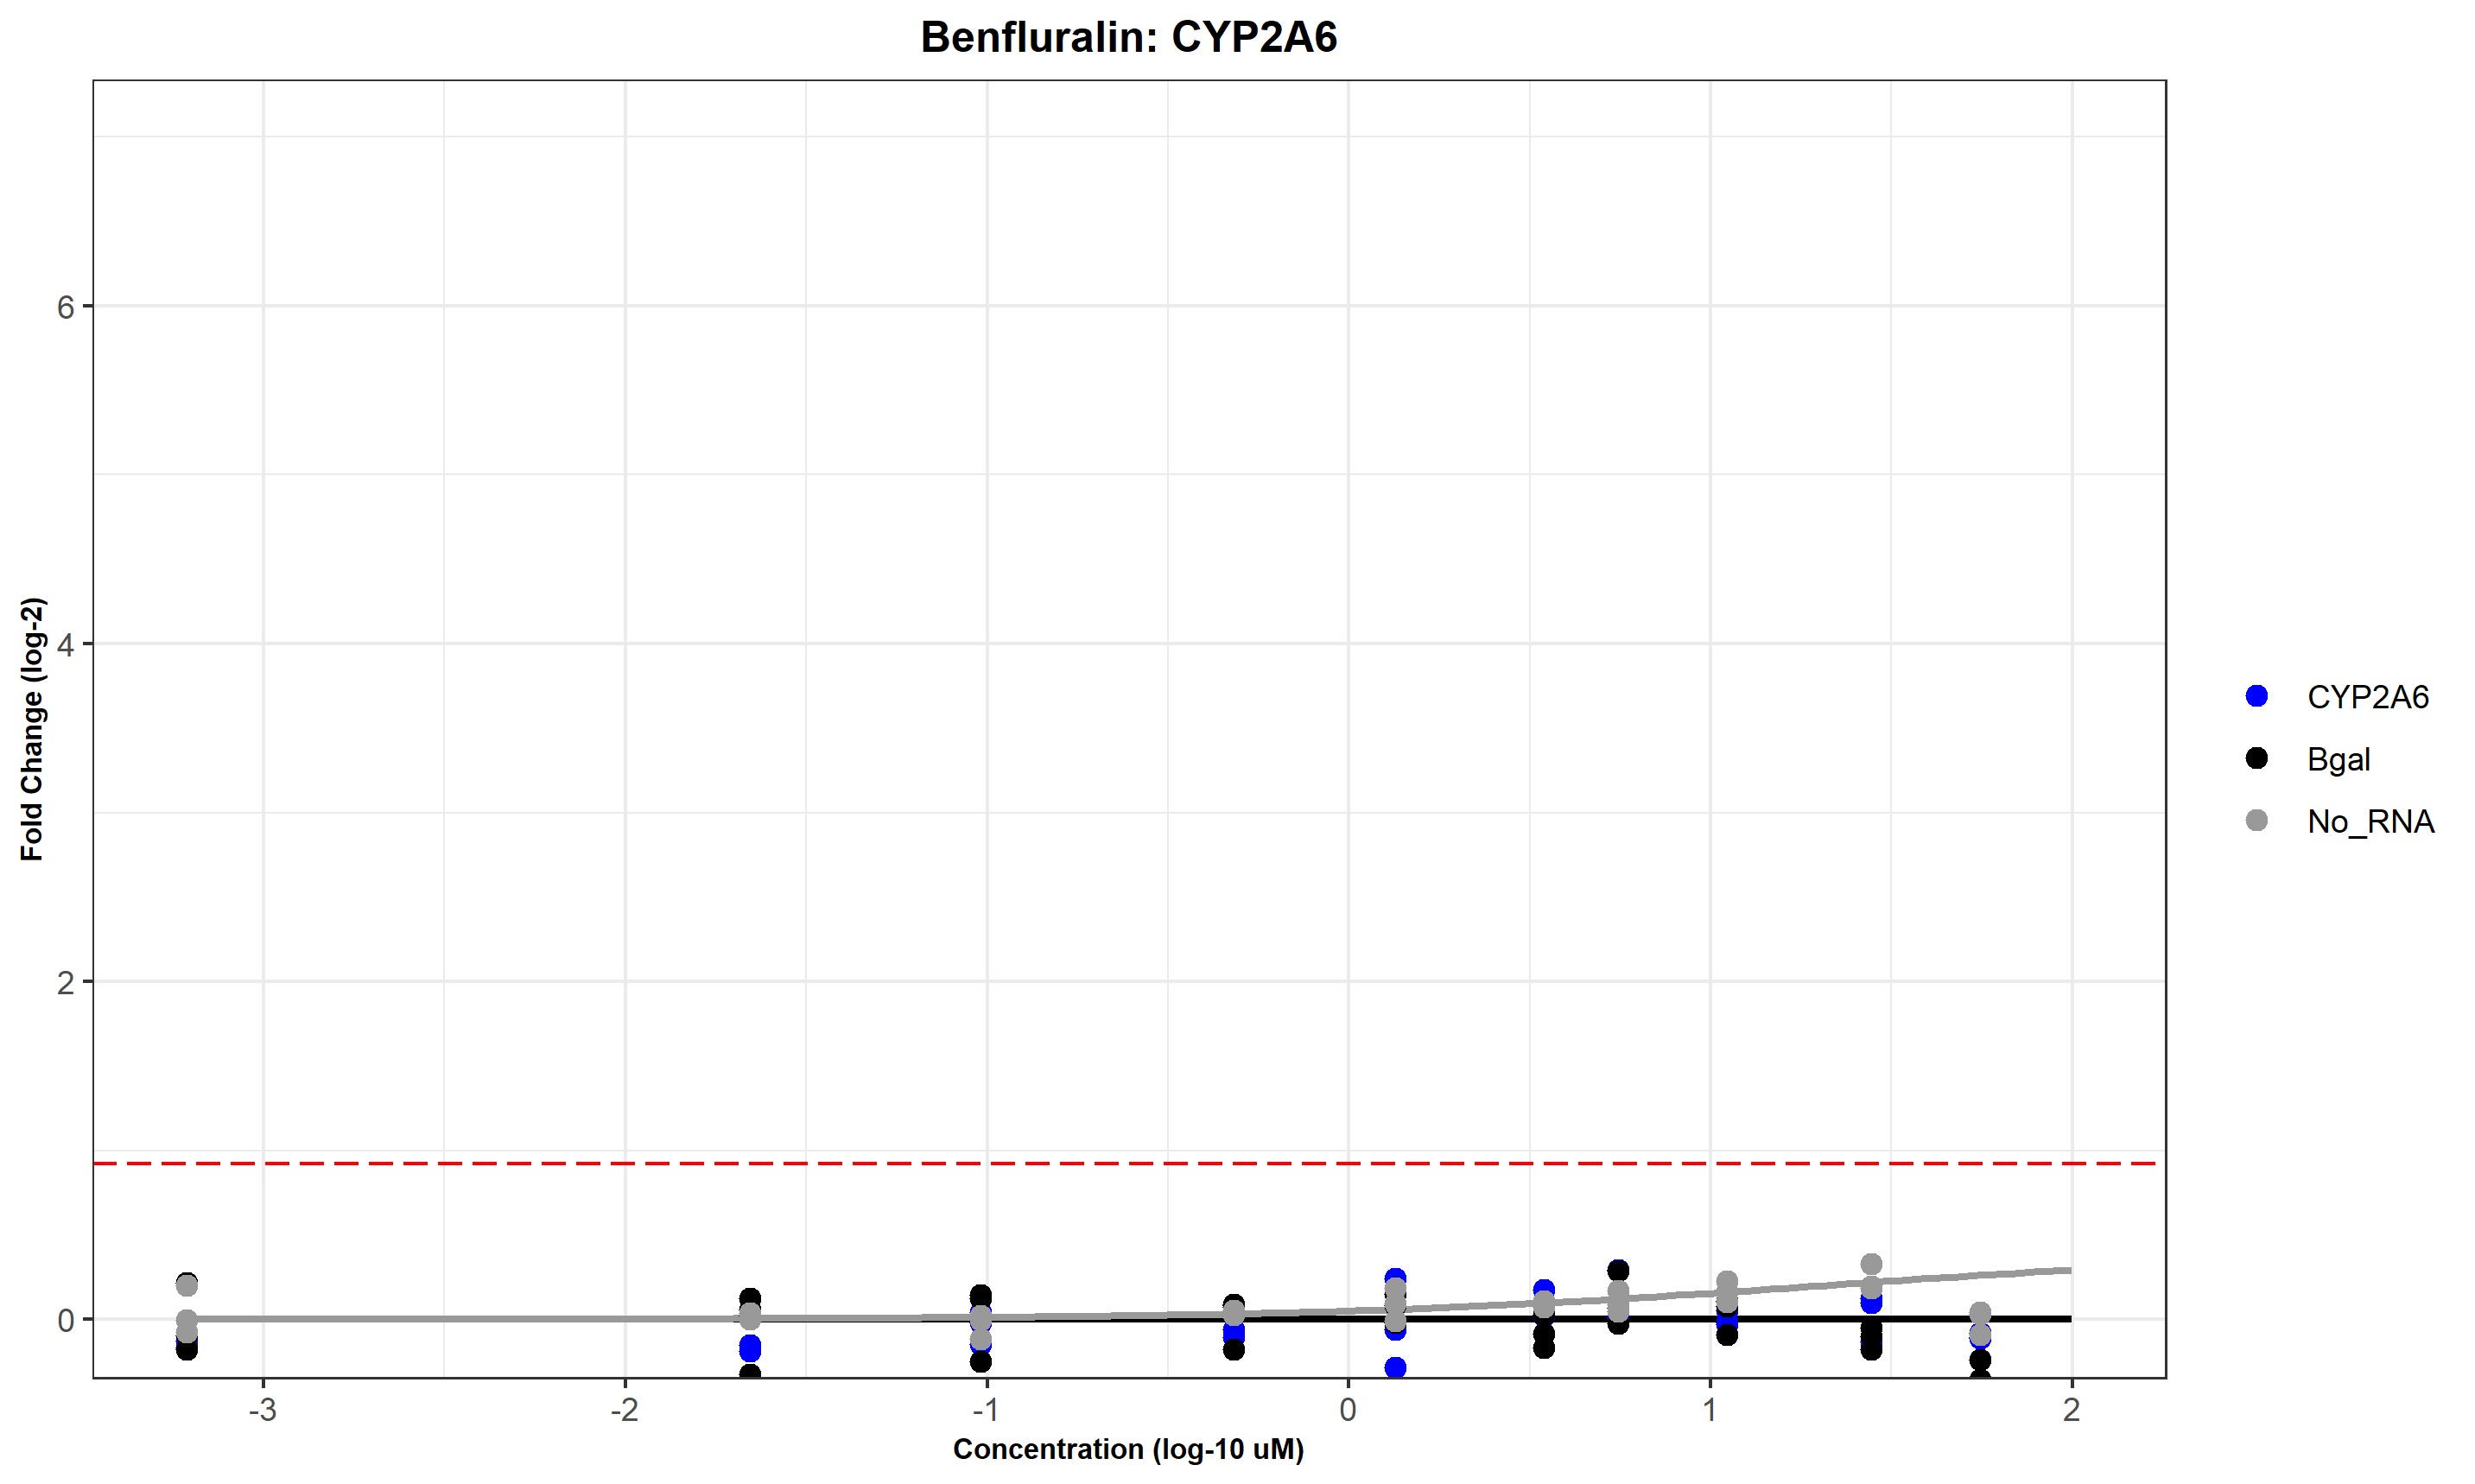 Benfluralin: CYP2A6
Fold Change (log-2)
6
4
2
0
-3
-2
-1
0
1
2
Concentration (log-10 uM)
CYP2A6
Bgal
No_RNA